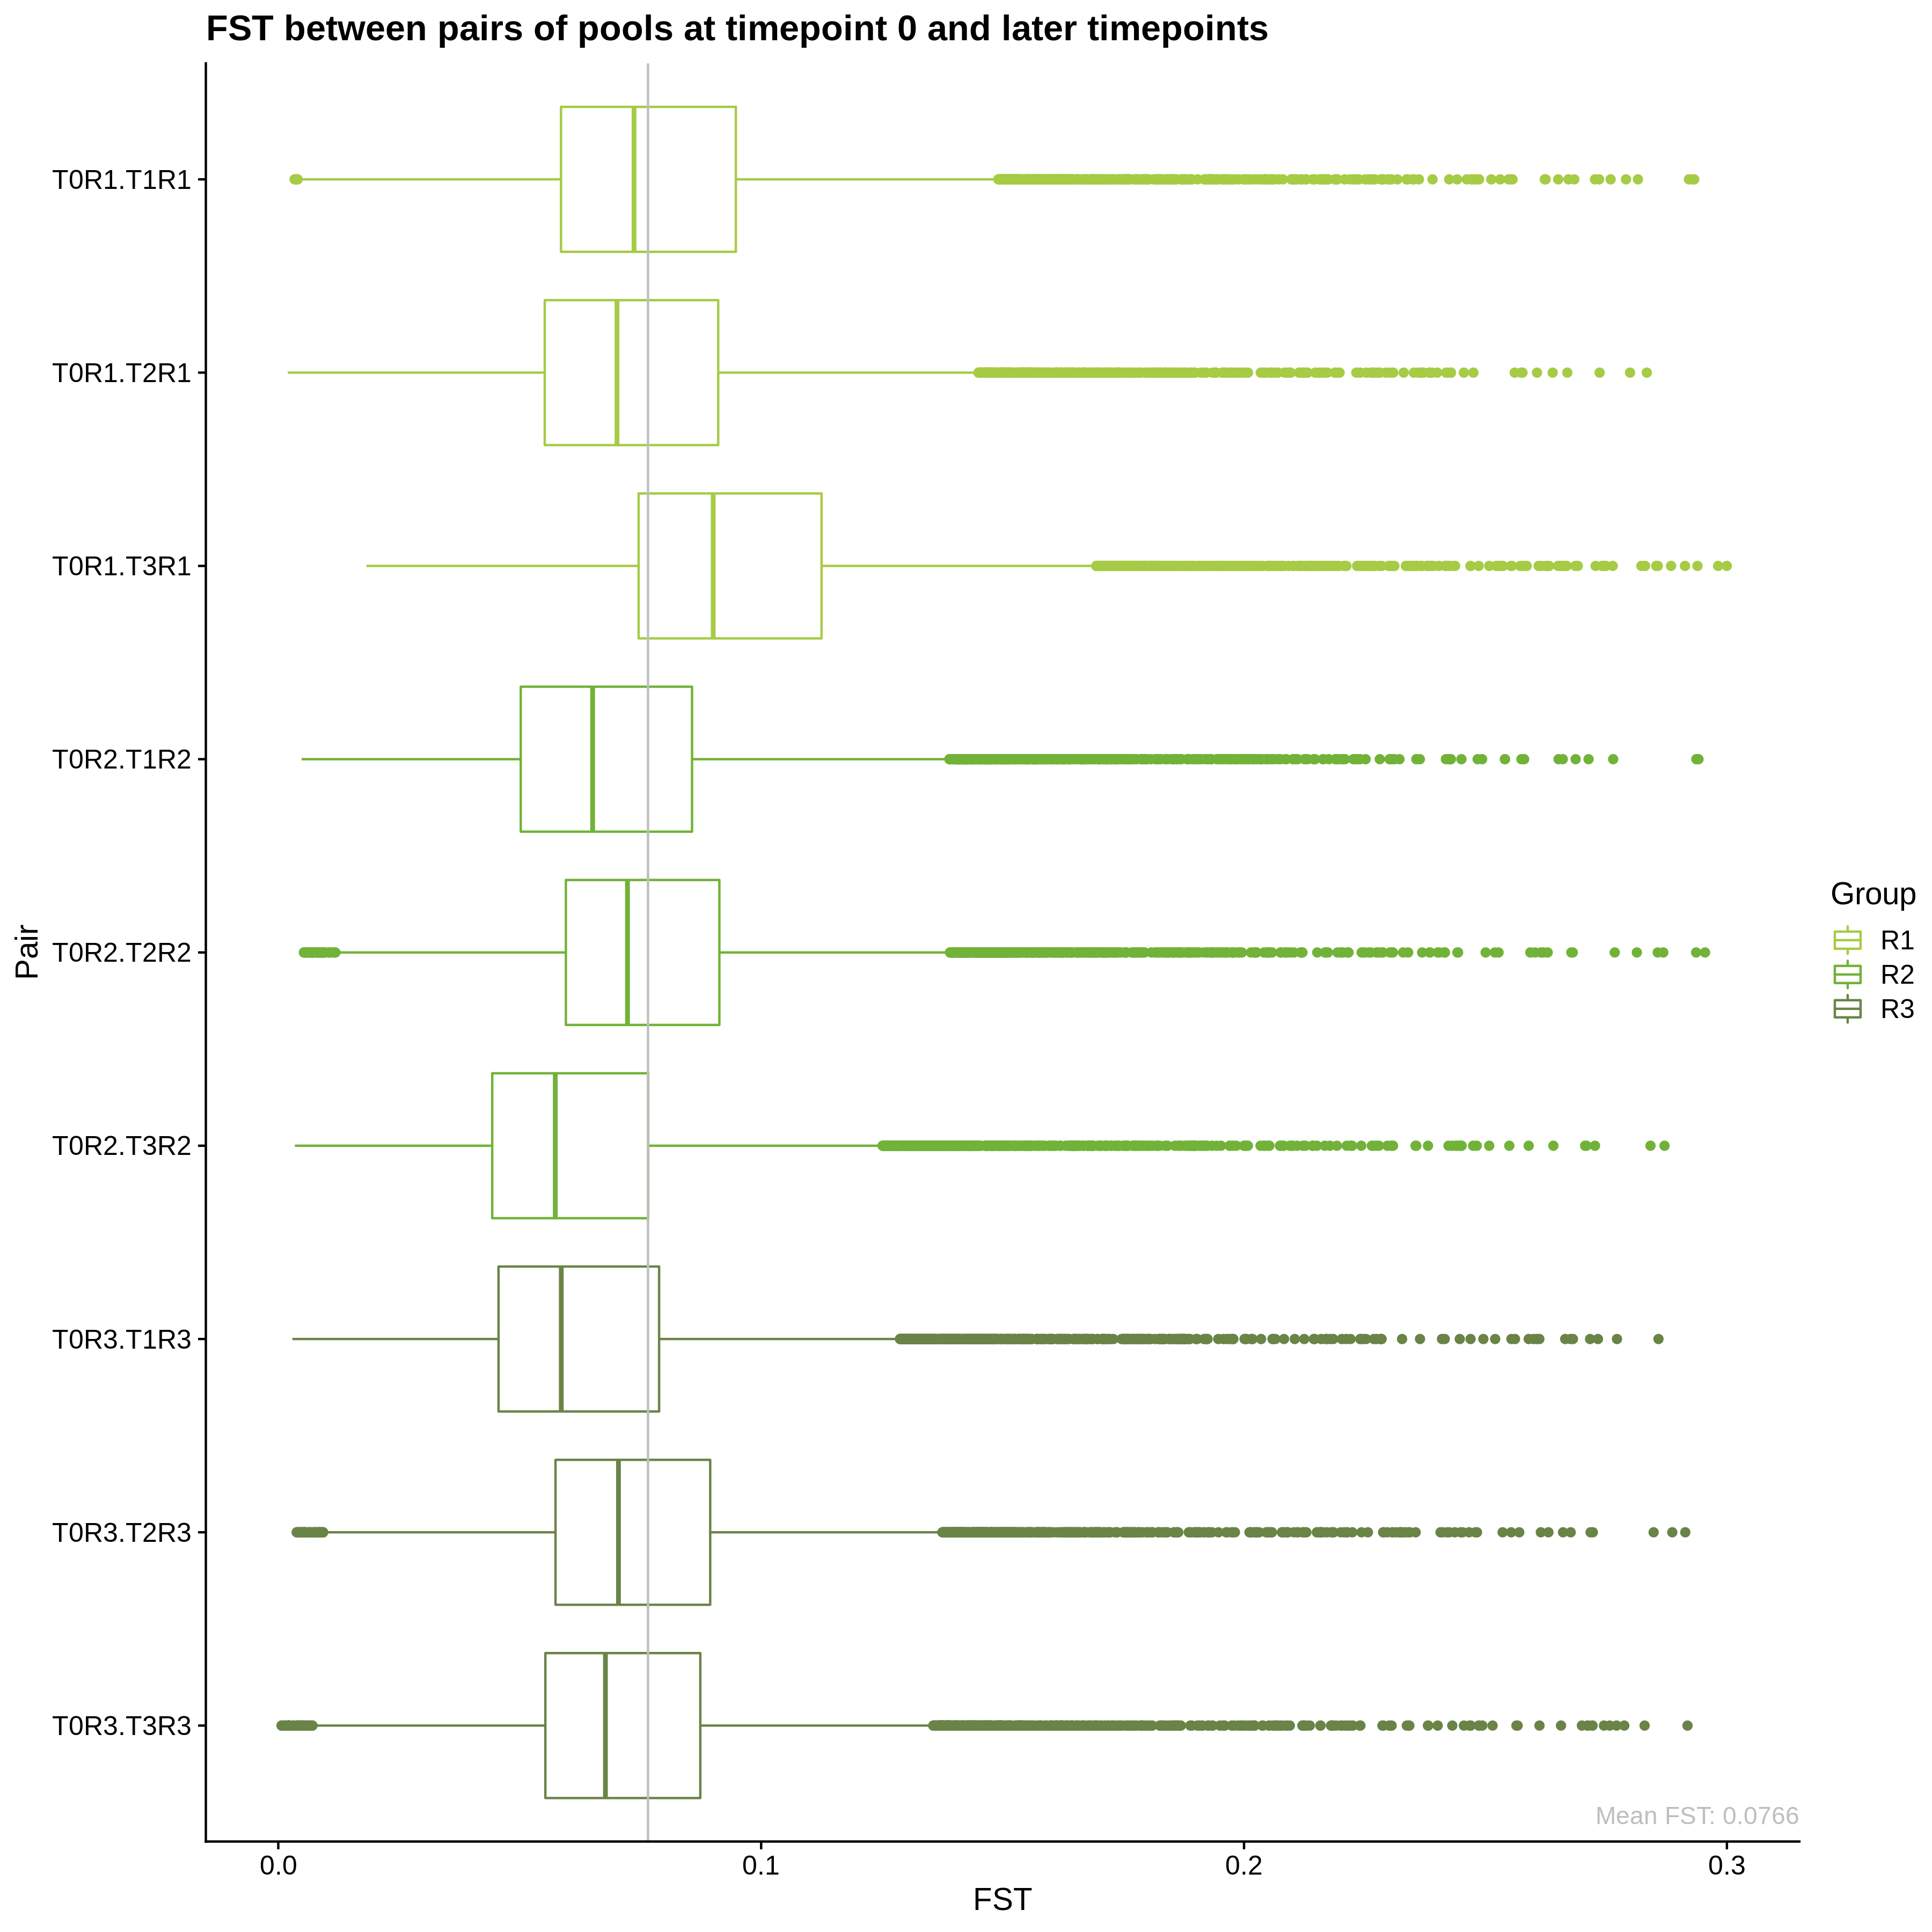 FST between pairs of pools at timepoint 0 and later timepoints
T0R1.T1R1
T0R1.T2R1
T0R1.T3R1
T0R2.T1R2
T0R2.T2R2
T0R2.T3R2
T0R3.T1R3
T0R3.T2R3
T0R3.T3R3
Pair
Group
R1
R2
R3
Mean FST: 0.0766
0.0 0.1 0.2 0.3
FST